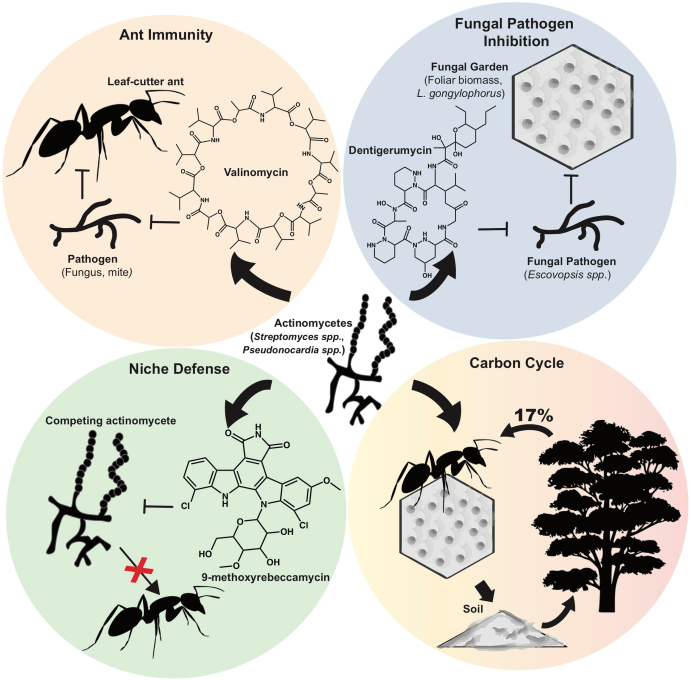 Ant Immunity
Leaf-cutter ant
Valinomycin
Pathogen
(Fungus, mite)
Fungal Pathogen
Inhibition
Fungal Garden
(Foliar biomass,
L. gongylophorus)
Dentigerumycin
Fungal Pathogen
(Escovopsis spp.)
Actinomycetes
(Streptomyces spp.,
Pseudonocardia spp.)
Niche Defense
Competing actinomycete
9-methoxyrebeccamycin
Carbon Cycle
17%
Soil